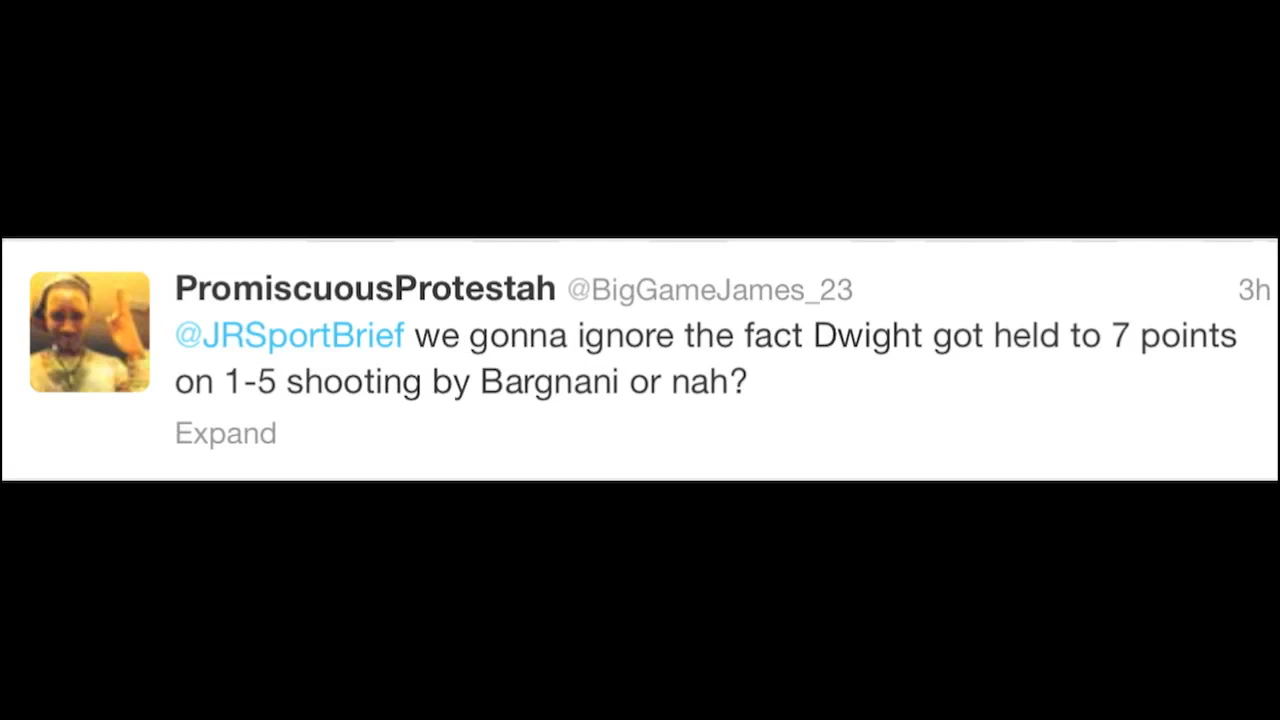 PromiscuousProtestah @BigGameJames_23 3h
@JRSportBrief we gonna ignore the fact Dwight got held to 7 points
on 1-5 shooting by Bargnani or nah?
Expand